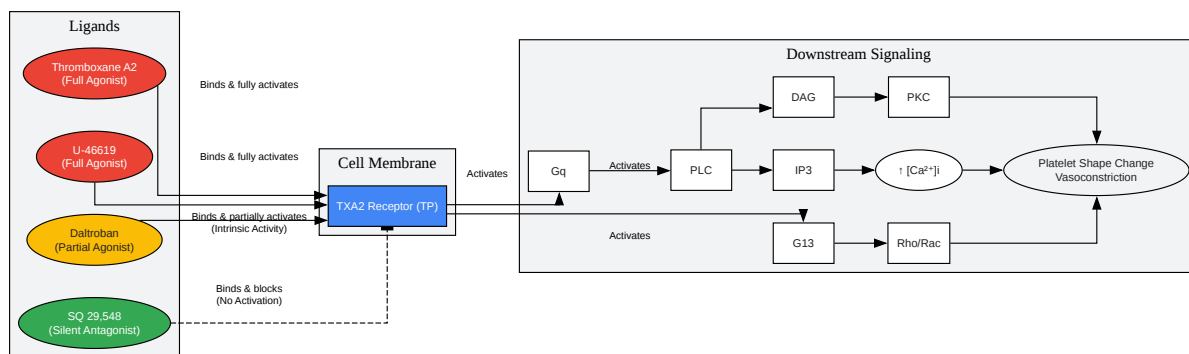 Ligands
Thromboxane A2
(Full Agonist)
U-46619
(Full Agonist)
Daltroban
(Partial Agonist)
SQ 29,548
(Silent Antagonist)
Binds & fully activates
Binds & fully activates
Binds & partially activates
(Intrinsic Activity)
Binds & blocks
(No Activation)
Cell Membrane
TXA2 Receptor (TP)
Activates
Activates
Downstream Signaling
Gq
Activates
PLC
DAG
PKC
IP3
↑ [Ca²⁺]i
G13
Rho/Rac
Platelet Shape Change
Vasoconstriction